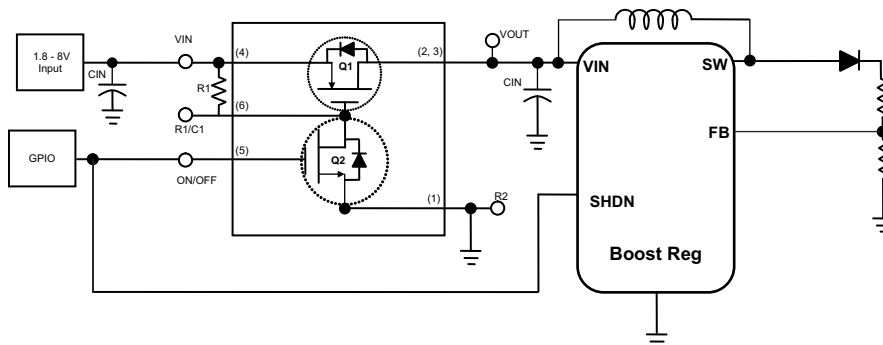 1.8 - 8V
Input
CIN
VIN
R1
(4)
Q1
(2, 3)
VOUT
CIN
VIN
SW
(6)
R1/C1
FB
GPIO
(5)
ON/OFF
Q2
(1)
R2
SHDN
Boost Reg